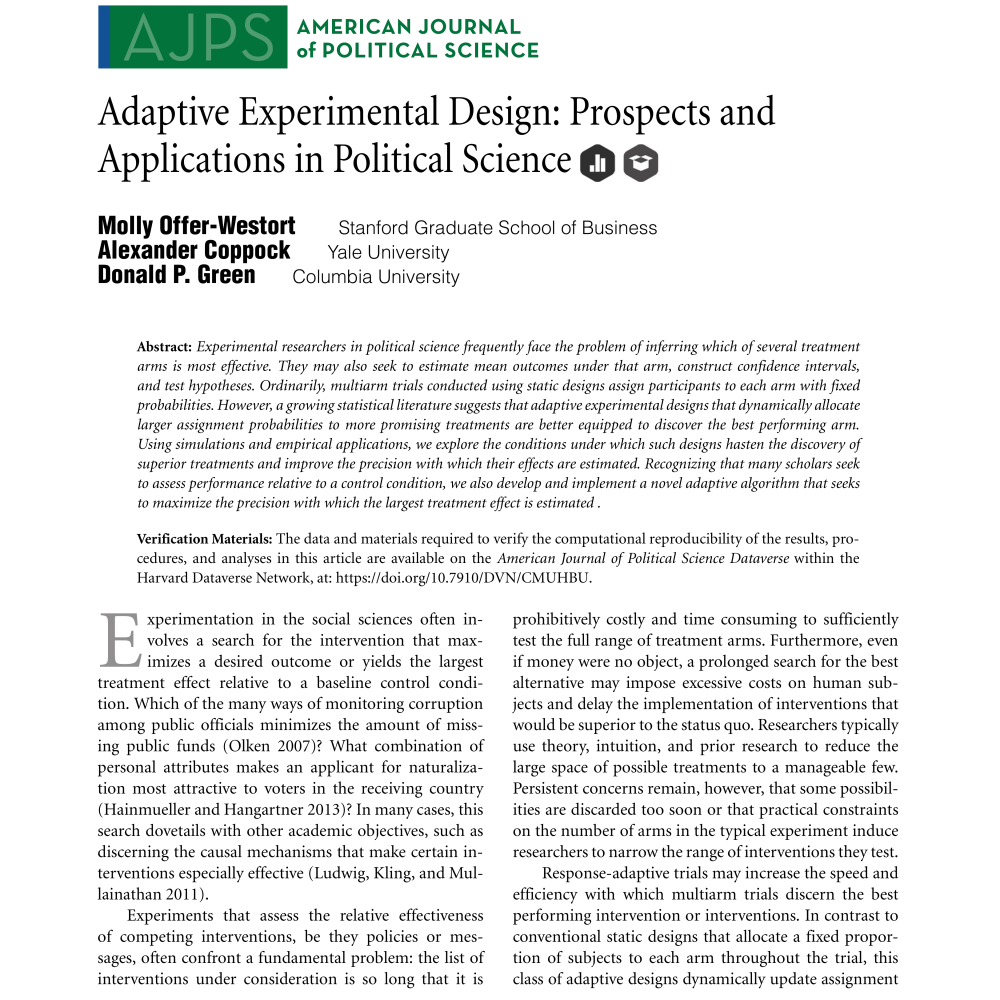 AJPS AMERICAN JOURNAL
of POLITICAL SCIENCE
Adaptive Experimental Design: Prospects and
Applications in Political Science
Molly Offer-Westort Stanford Graduate School of Business
Alexander Coppock Yale University
Donald P. Green Columbia University
Abstract: Experimental researchers in political science frequently face the problem of inferring which of several treatment
arms is most effective. They may also seek to estimate mean outcomes under that arm, construct confidence intervals,
and test hypotheses. Ordinarily, multiarm trials conducted using static designs assign participants to each arm with fixed
probabilities. However, a growing statistical literature suggests that adaptive experimental designs that dynamically allocate
larger assignment probabilities to more promising treatments are better equipped to discover the best performing arm.
Using simulations and empirical applications, we explore the conditions under which such designs hasten the discovery of
superior treatments and improve the precision with which their effects are estimated. Recognizing that many scholars seek
to assess performance relative to a control condition, we also develop and implement a novel adaptive algorithm that seeks
to maximize the precision with which the largest treatment effect is estimated .
Verification Materials: The data and materials required to verify the computational reproducibility of the results, pro-
cedures, and analyses in this article are available on the American Journal of Political Science Dataverse within the
Harvard Dataverse Network, at: https://doi.org/10.7910/DVN/CMUHBU.
Experimentation in the social sciences often in-
volves a search for the intervention that max-
imizes a desired outcome or yields the largest
treatment effect relative to a baseline control condi-
tion. Which of the many ways of monitoring corruption
among public officials minimizes the amount of miss-
ing public funds (Olken 2007)? What combination of
personal attributes makes an applicant for naturaliza-
tion most attractive to voters in the receiving country
(Hainmueller and Hangartner 2013)? In many cases, this
search dovetails with other academic objectives, such as
discerning the causal mechanisms that make certain in-
terventions especially effective (Ludwig, Kling, and Mul-
lainathan 2011).
Experiments that assess the relative effectiveness
of competing interventions, be they policies or mes-
sages, often confront a fundamental problem: the list of
interventions under consideration is so long that it is
prohibitively costly and time consuming to sufficiently
test the full range of treatment arms. Furthermore, even
if money were no object, a prolonged search for the best
alternative may impose excessive costs on human sub-
jects and delay the implementation of interventions that
would be superior to the status quo. Researchers typically
use theory, intuition, and prior research to reduce the
large space of possible treatments to a manageable few.
Persistent concerns remain, however, that some possibil-
ities are discarded too soon or that practical constraints
on the number of arms in the typical experiment induce
researchers to narrow the range of interventions they test.
Response-adaptive trials may increase the speed and
efficiency with which multiarm trials discern the best
performing intervention or interventions. In contrast to
conventional static designs that allocate a fixed propor-
tion of subjects to each arm throughout the trial, this
class of adaptive designs dynamically update assignment